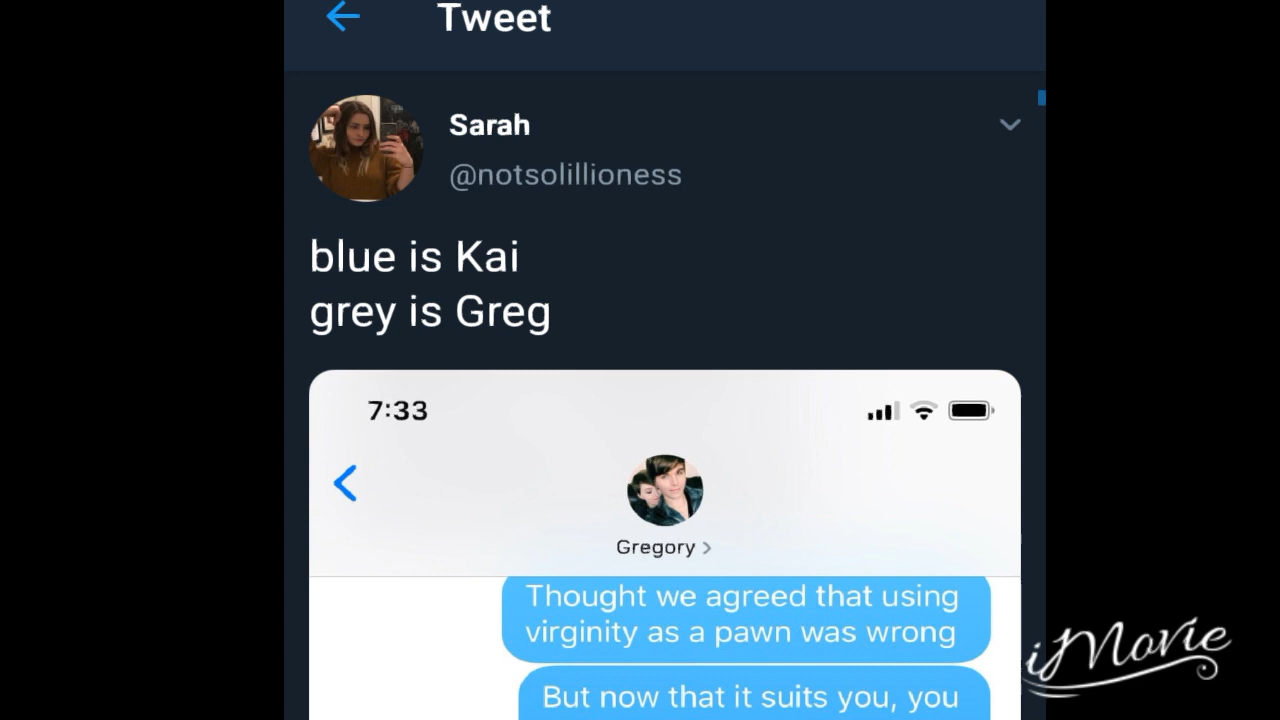 Tweet
Sarah
@notsolillioness
blue is Kai
grey is Greg
7:33
Gregory
Thought we agreed that using
virginity as a pawn was wrong
But now that it suits you, you
iMovie